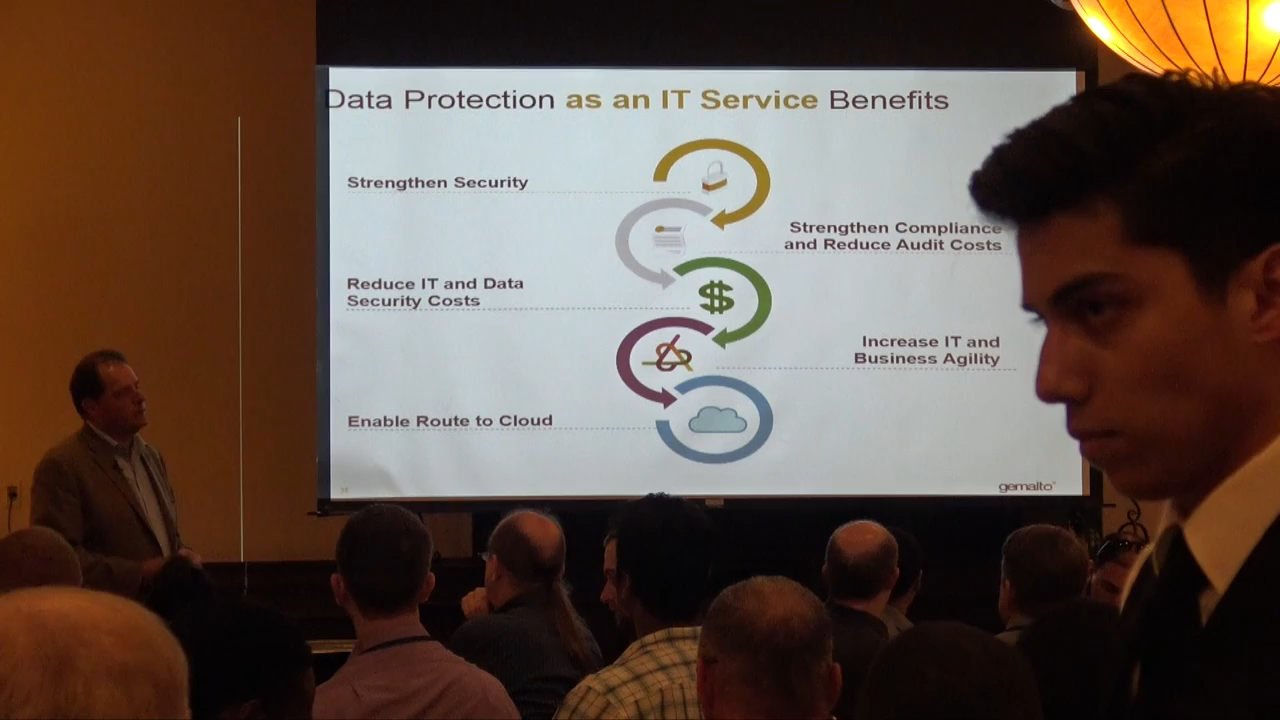 Data Protection as an IT Service Benefits
Strengthen Security
Strengthen Compliance
and Reduce Audit Costs
Reduce IT and Data
Security Costs
Increase IT and
Business Agility
Enable Route to Cloud
gemalto